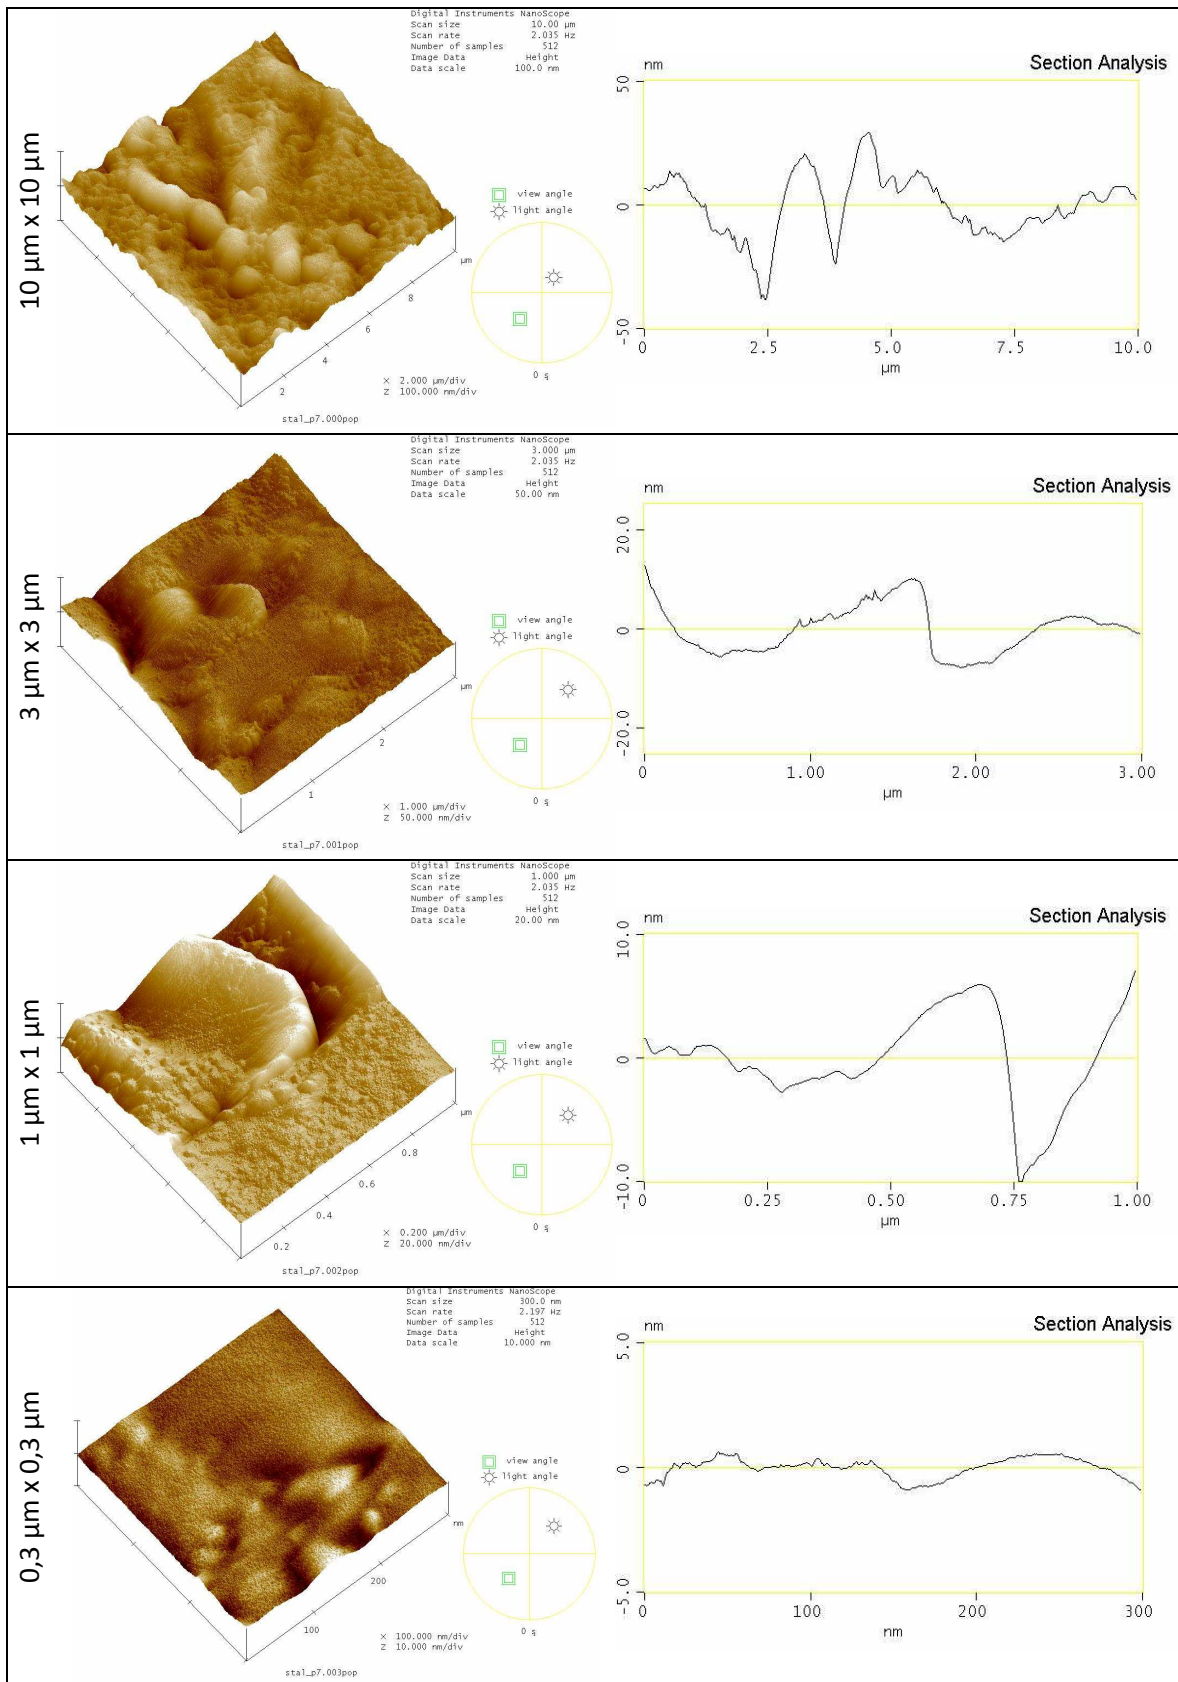 10 µm x 10 µm
Digital Instruments NanoScope
Scan size 10.00 µm
Scan rate 2.035 Hz
Number of samples 512
Image Data Height
Data scale 100.0 nm
view angle
light angle
0 §
µm
8
6
4
2
X 2.000 µm/div
Z 100.000 nm/div
stal_p7.000pop
nm Section Analysis
50
0
-50
0 2.5 5.0 7.5 10.0
µm
3 µm x 3 µm
Digital Instruments NanoScope
Scan size 3.000 µm
Scan rate 2.035 Hz
Number of samples 512
Image Data Height
Data scale 50.00 nm
view angle
light angle
0 §
µm
2
1
X 1.000 µm/div
Z 50.000 nm/div
stal_p7.001pop
nm Section Analysis
20.0
0
-20.0
0 1.00 2.00 3.00
µm
1 µm x 1 µm
Digital Instruments NanoScope
Scan size 1.000 µm
Scan rate 2.035 Hz
Number of samples 512
Image Data Height
Data scale 20.00 nm
view angle
light angle
0 §
µm
0.8
0.6
0.4
0.2
X 0.200 µm/div
Z 20.000 nm/div
stal_p7.002pop
nm Section Analysis
10.0
0
-10.0
0 0.25 0.50 0.75 1.00
µm
0,3 µm x 0,3 µm
Digital Instruments NanoScope
Scan size 300.0 nm
Scan rate 2.197 Hz
Number of samples 512
Image Data Height
Data scale 10.000 nm
view angle
light angle
0 §
nm
200
100
X 100.000 nm/div
Z 10.000 nm/div
stal_p7.003pop
nm Section Analysis
5.0
0
-5.0
0 100 200 300
nm